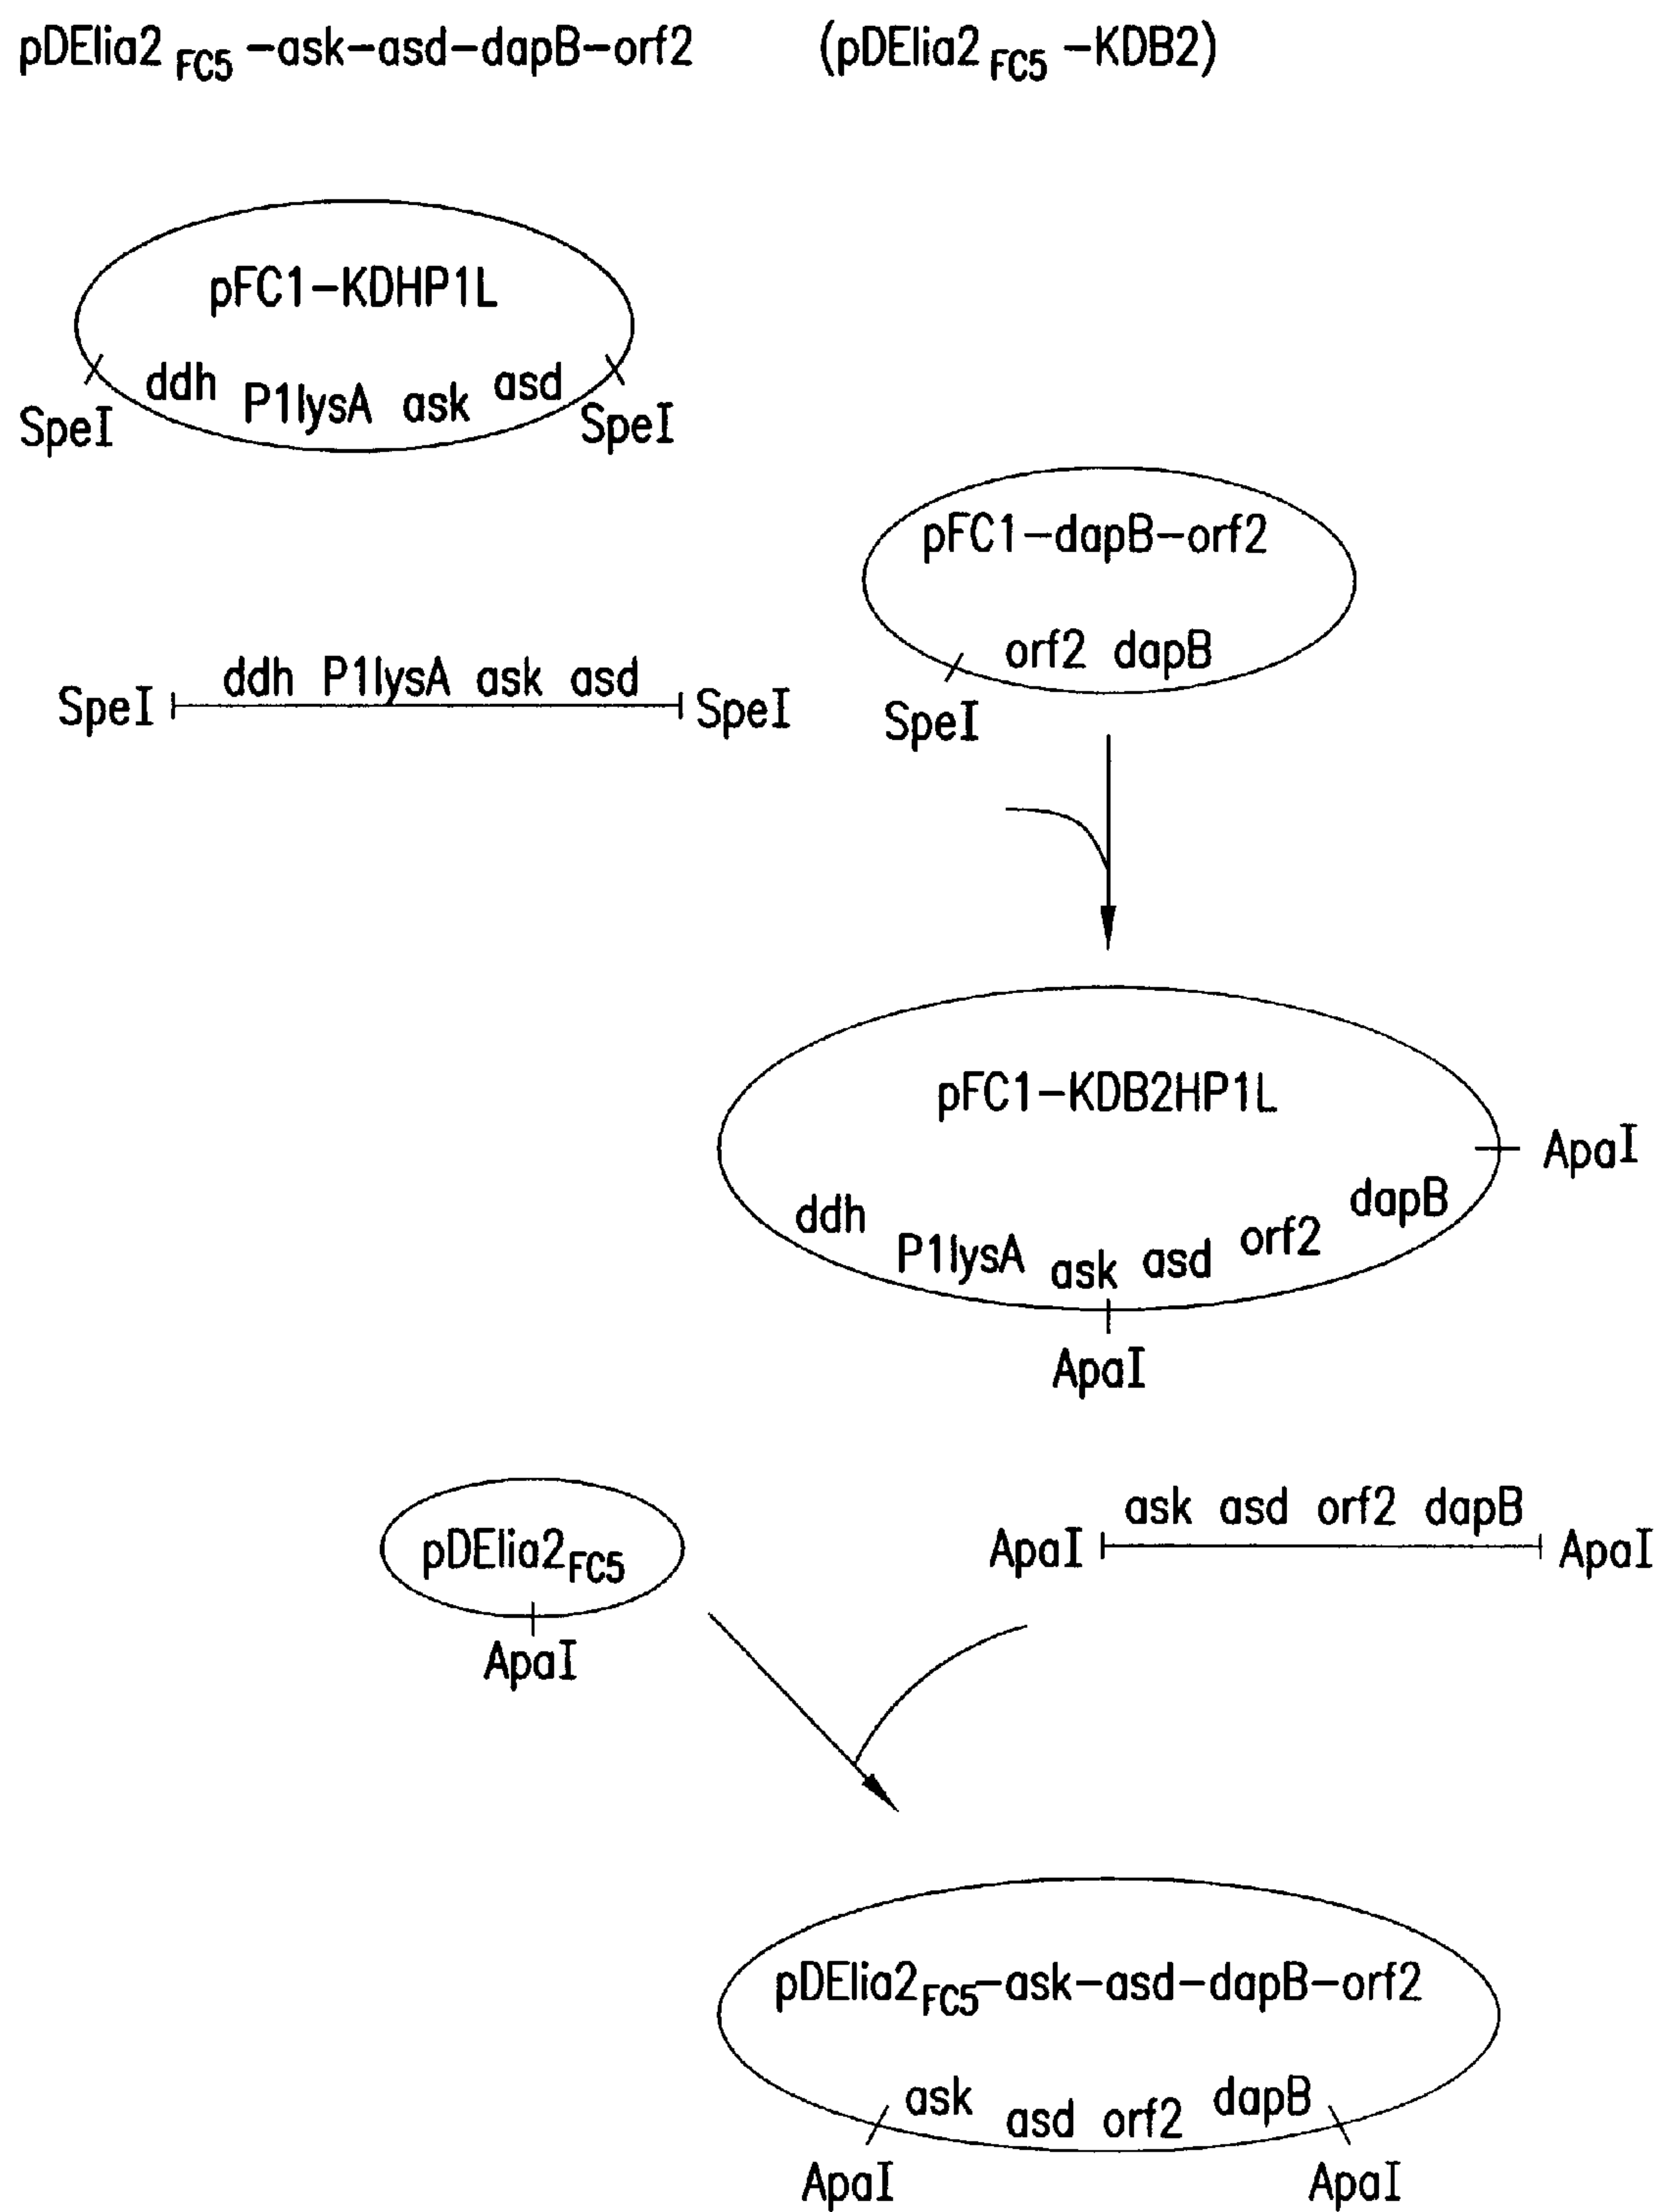 pDElia2 FC5 -ask-asd-dapB-orf2 (pDElia2 FC5 -KDB2)
pFC1-KDHP1L
ddh P1lysA ask asd
SpeI SpeI
pFC1-dapB-orf2
orf2 dapB
SpeI
ddh P1lysA ask asd
SpeI SpeI
pFC1-KDB2HP1L
ApaI
ddh P1lysA ask asd orf2 dapB
ApaI
ask asd orf2 dapB
ApaI ApaI
pDElia2FC5
ApaI
pDElia2FC5-ask-asd-dapB-orf2
ask asd orf2 dapB
ApaI ApaI